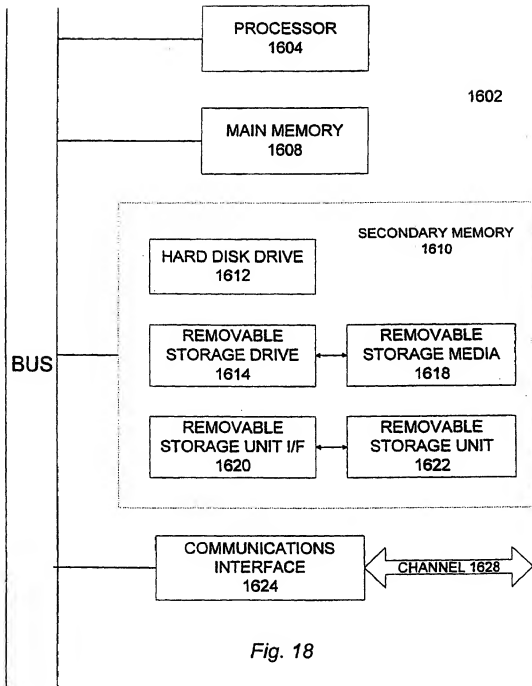 PROCESSOR
1604
1602
MAIN MEMORY
1608
SECONDARY MEMORY
1610
HARD DISK DRIVE
1612
REMOVABLE
STORAGE DRIVE
1614
REMOVABLE
STORAGE MEDIA
1618
BUS
REMOVABLE
STORAGE UNIT I/F
1620
REMOVABLE
STORAGE UNIT
1622
COMMUNICATIONS
INTERFACE
1624
CHANNEL 1628
Fig. 18